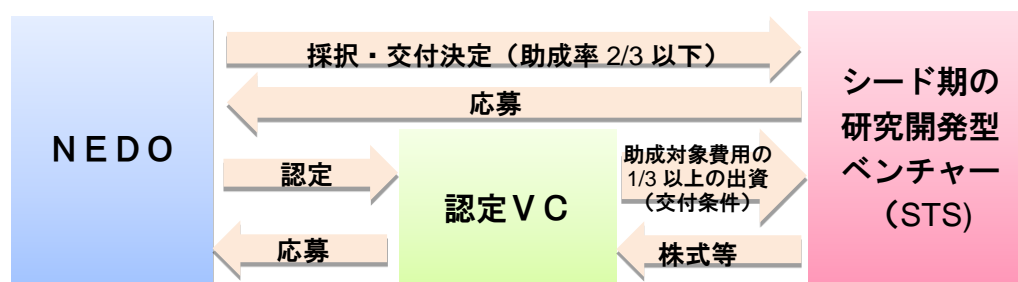 採択・交付決定（助成率 2/3 以下）
応募
ＮＥＤＯ
認定
応募
認定ＶＣ
助成対象費用の
1/3 以上の出資
（交付条件）
株式等
シード期の
研究開発型
ベンチャー
（STS)